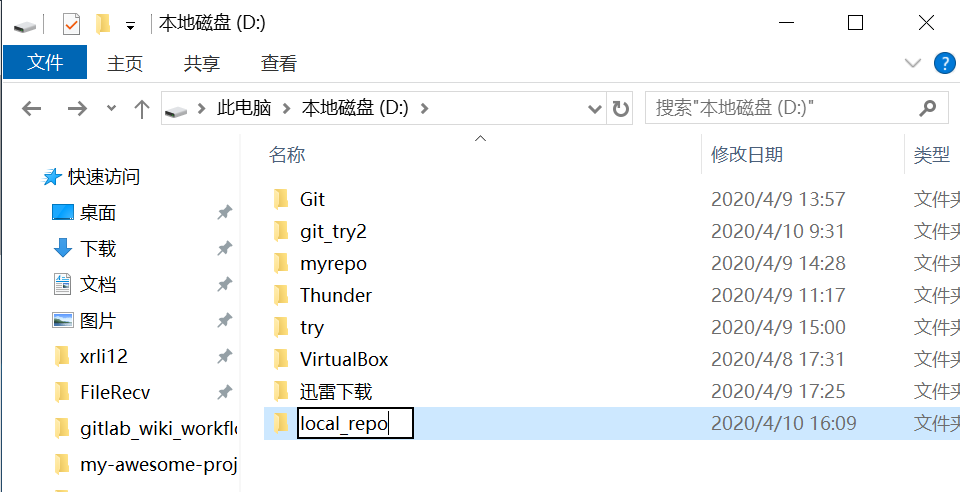 本地磁盘 (D:)
文件 主页 共享 查看
此电脑 本地磁盘 (D:) 搜索"本地磁盘 (D:)"
名称 修改日期 类型
快速访问
桌面
下载
文档
图片
xrli12
FileRecv
gitlab_wiki_workflo
my-awesome-proj
Git 2020/4/9 13:57 文件夹
git_try2 2020/4/10 9:31 文件夹
myrepo 2020/4/9 14:28 文件夹
Thunder 2020/4/9 11:17 文件夹
try 2020/4/9 15:00 文件夹
VirtualBox 2020/4/8 17:31 文件夹
迅雷下载 2020/4/9 17:25 文件夹
local_repo 2020/4/10 16:09 文件夹